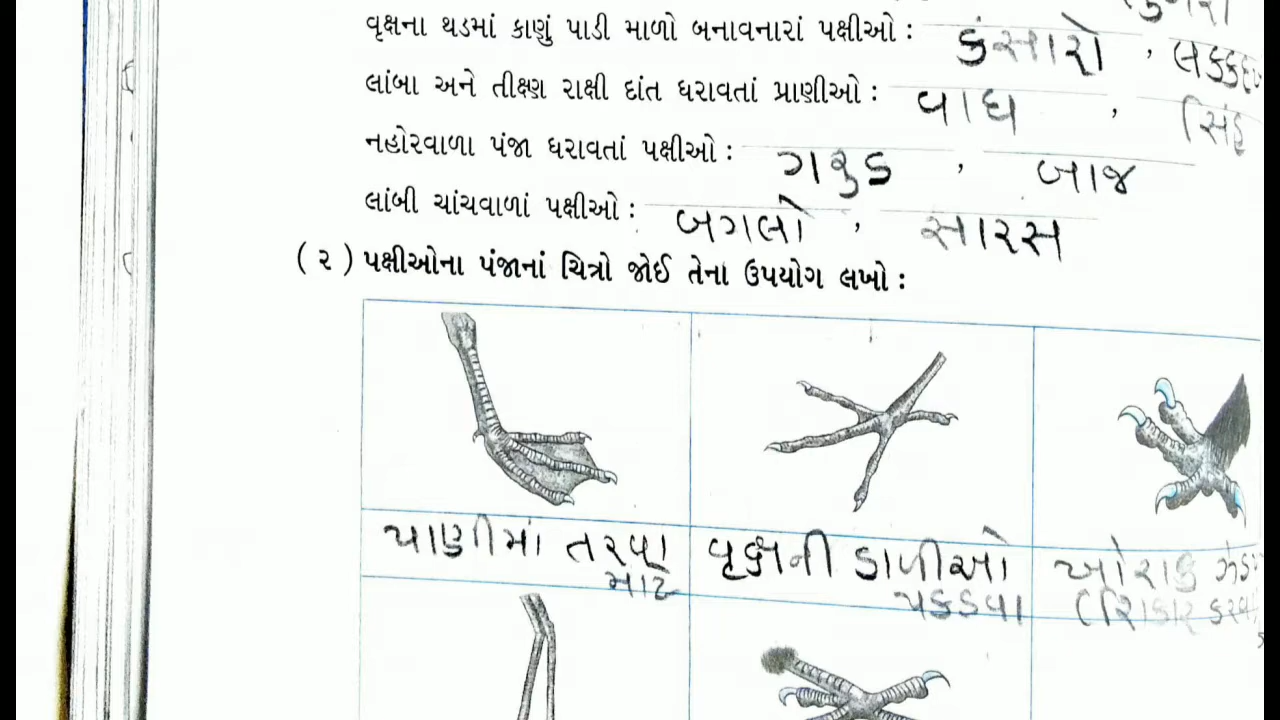 વૃક્ષના થડમાં કાણું પાડી માળો બનાવનારાં પક્ષીઓ : કંસારો ,
લાંબા અને તીક્ષ્ણ રાક્ષી દાંત ધરાવતાં પ્રાણીઓ : વાઘ , સિંહ
નહોરવાળા પંજા ધરાવતાં પક્ષીઓ : ગરુડ , બાજ
લાંબી ચાંચવાળાં પક્ષીઓ : બગલો , સારસ
( ૨ ) પક્ષીઓના પંજાનાં ચિત્રો જોઈ તેના ઉપયોગ લખો :
પાણીમાં તરવા
માટે
વૃક્ષની ડાળીઓ
પકડવા
ખોરાક
(શિકાર કરવા